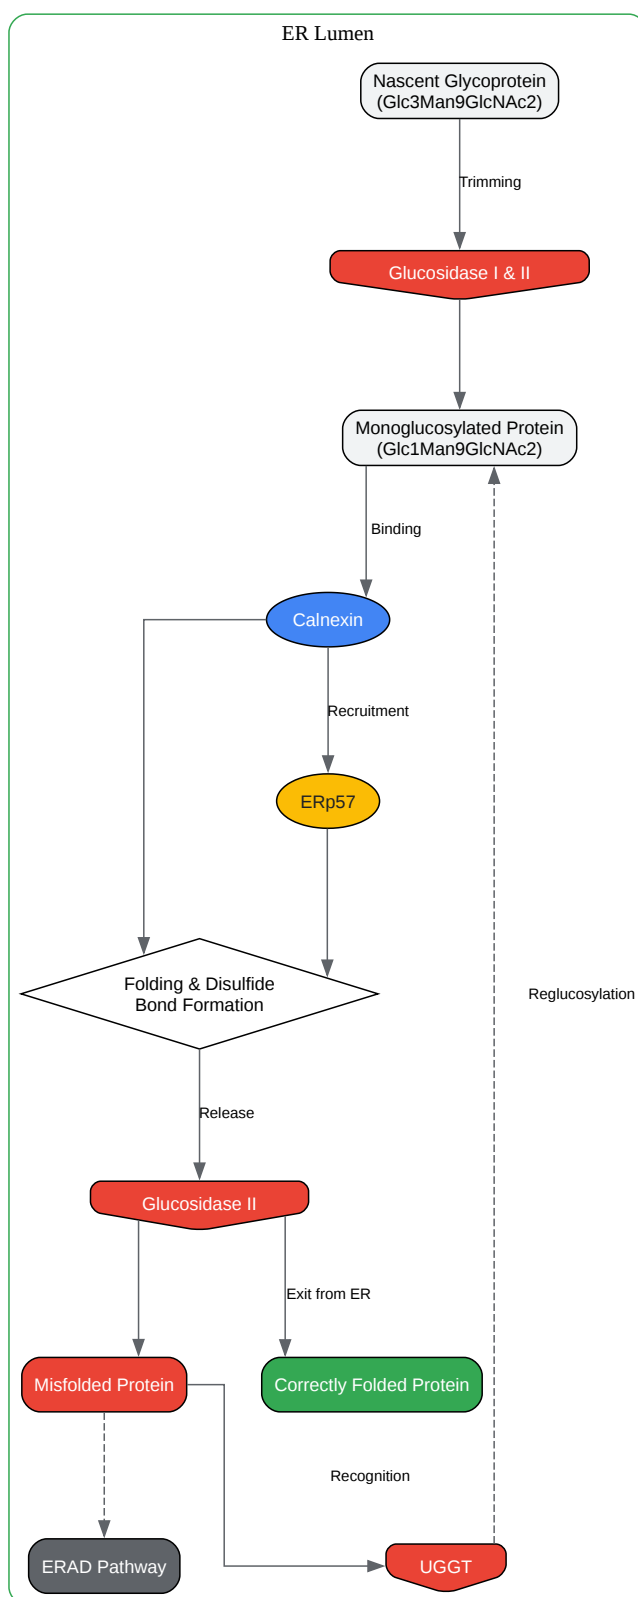 ER Lumen
Nascent Glycoprotein
(Glc3Man9GlcNAc2)
Trimming
Glucosidase I & II
Monoglucosylated Protein
(Glc1Man9GlcNAc2)
Binding
Calnexin
Recruitment
ERp57
Folding & Disulfide
Bond Formation
Reglucosylation
Release
Glucosidase II
Exit from ER
Misfolded Protein
Correctly Folded Protein
Recognition
ERAD Pathway
UGGT